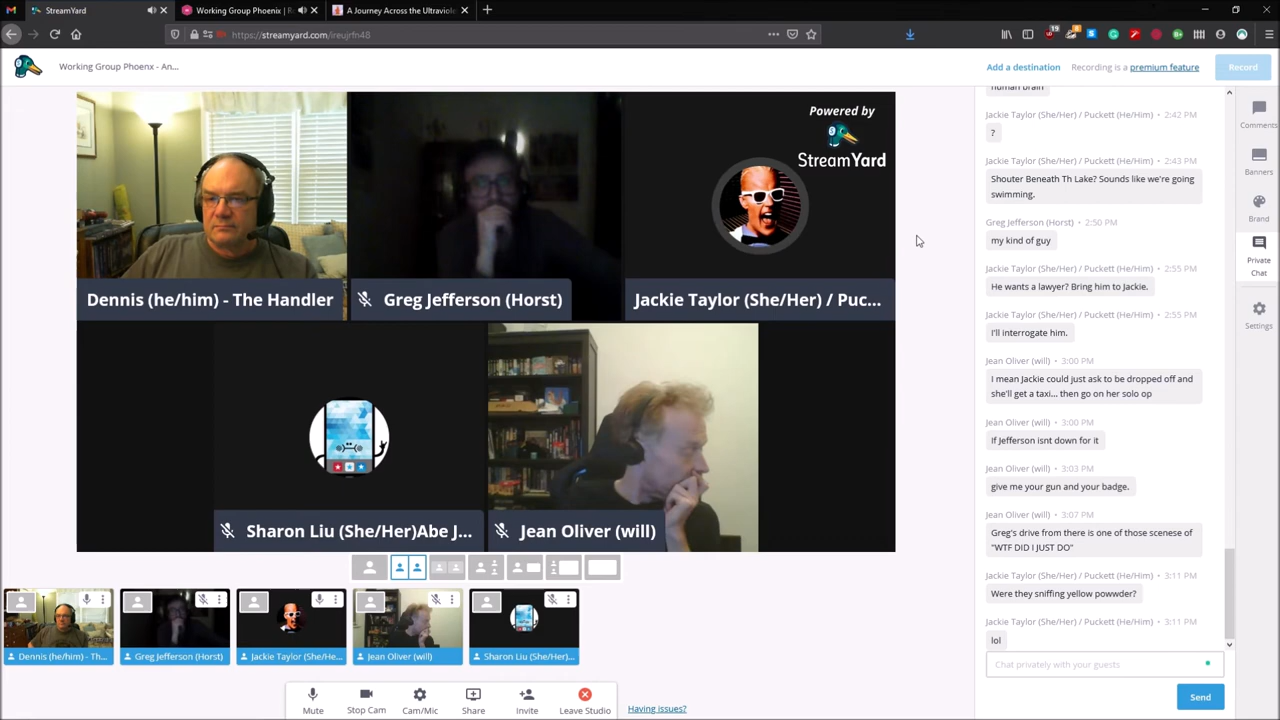 StreamYard
Working Group Phoenix | R
A Journey Across the Ultraviole
https://streamyard.com/ireujrfn48
19
Working Group Phoenx - An...
Add a destination
Recording is a premium feature
Record
Powered by
StreamYard
Dennis (he/him) - The Handler
Greg Jefferson (Horst)
Jackie Taylor (She/Her) / Puc...
Sharon Liu (She/Her)Abe J...
Jean Oliver (will)
Dennis (he/him) - Th...
Greg Jefferson (Horst)
Jackie Taylor (She/He...
Jean Oliver (will)
Sharon Liu (She/Her)...
Mute
Stop Cam
Cam/Mic
Share
Invite
Leave Studio
Having issues?
human brain
Jackie Taylor (She/Her) / Puckett (He/Him) • 2:42 PM
?
Jackie Taylor (She/Her) / Puckett (He/Him) • 2:43 PM
Shouter Beneath Th Lake? Sounds like we're going
swimming.
Greg Jefferson (Horst) • 2:50 PM
my kind of guy
Jackie Taylor (She/Her) / Puckett (He/Him) • 2:55 PM
He wants a lawyer? Bring him to Jackie.
Jackie Taylor (She/Her) / Puckett (He/Him) • 2:55 PM
I'll interrogate him.
Jean Oliver (will) • 3:00 PM
I mean Jackie could just ask to be dropped off and
she'll get a taxi... then go on her solo op
Jean Oliver (will) • 3:00 PM
If Jefferson isnt down for it
Jean Oliver (will) • 3:03 PM
give me your gun and your badge.
Jean Oliver (will) • 3:07 PM
Greg's drive from there is one of those scenese of
"WTF DID I JUST DO"
Jackie Taylor (She/Her) / Puckett (He/Him) • 3:11 PM
Were they sniffing yellow powwder?
Jackie Taylor (She/Her) / Puckett (He/Him) • 3:11 PM
lol
Chat privately with your guests
Send
Comments
Banners
Brand
Private
Chat
Settings